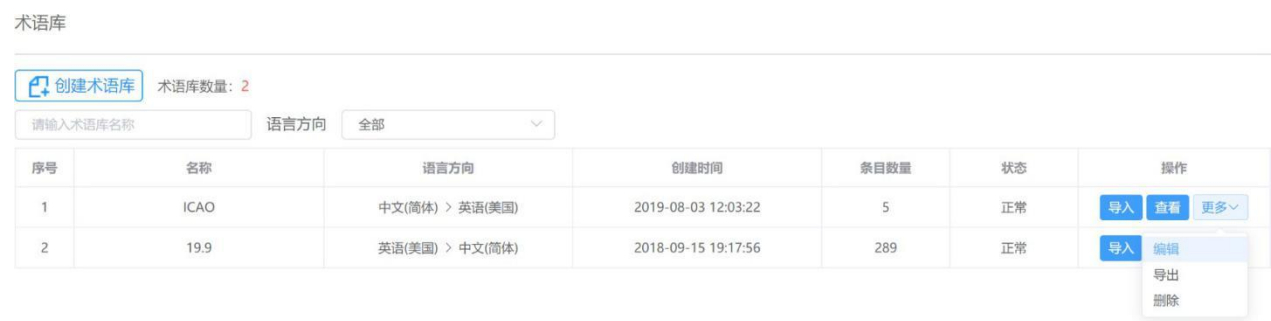 术语库
创建术语库 术语库数量: 2
请输入术语库名称 语言方向 全部
序号 名称 语言方向 创建时间 条目数量 状态 操作
1 ICAO 中文(简体) > 英语(美国) 2019-08-03 12:03:22 5 正常 导入 查看 更多
2 19.9 英语(美国) > 中文(简体) 2018-09-15 19:17:56 289 正常 导入 编辑
导出
删除